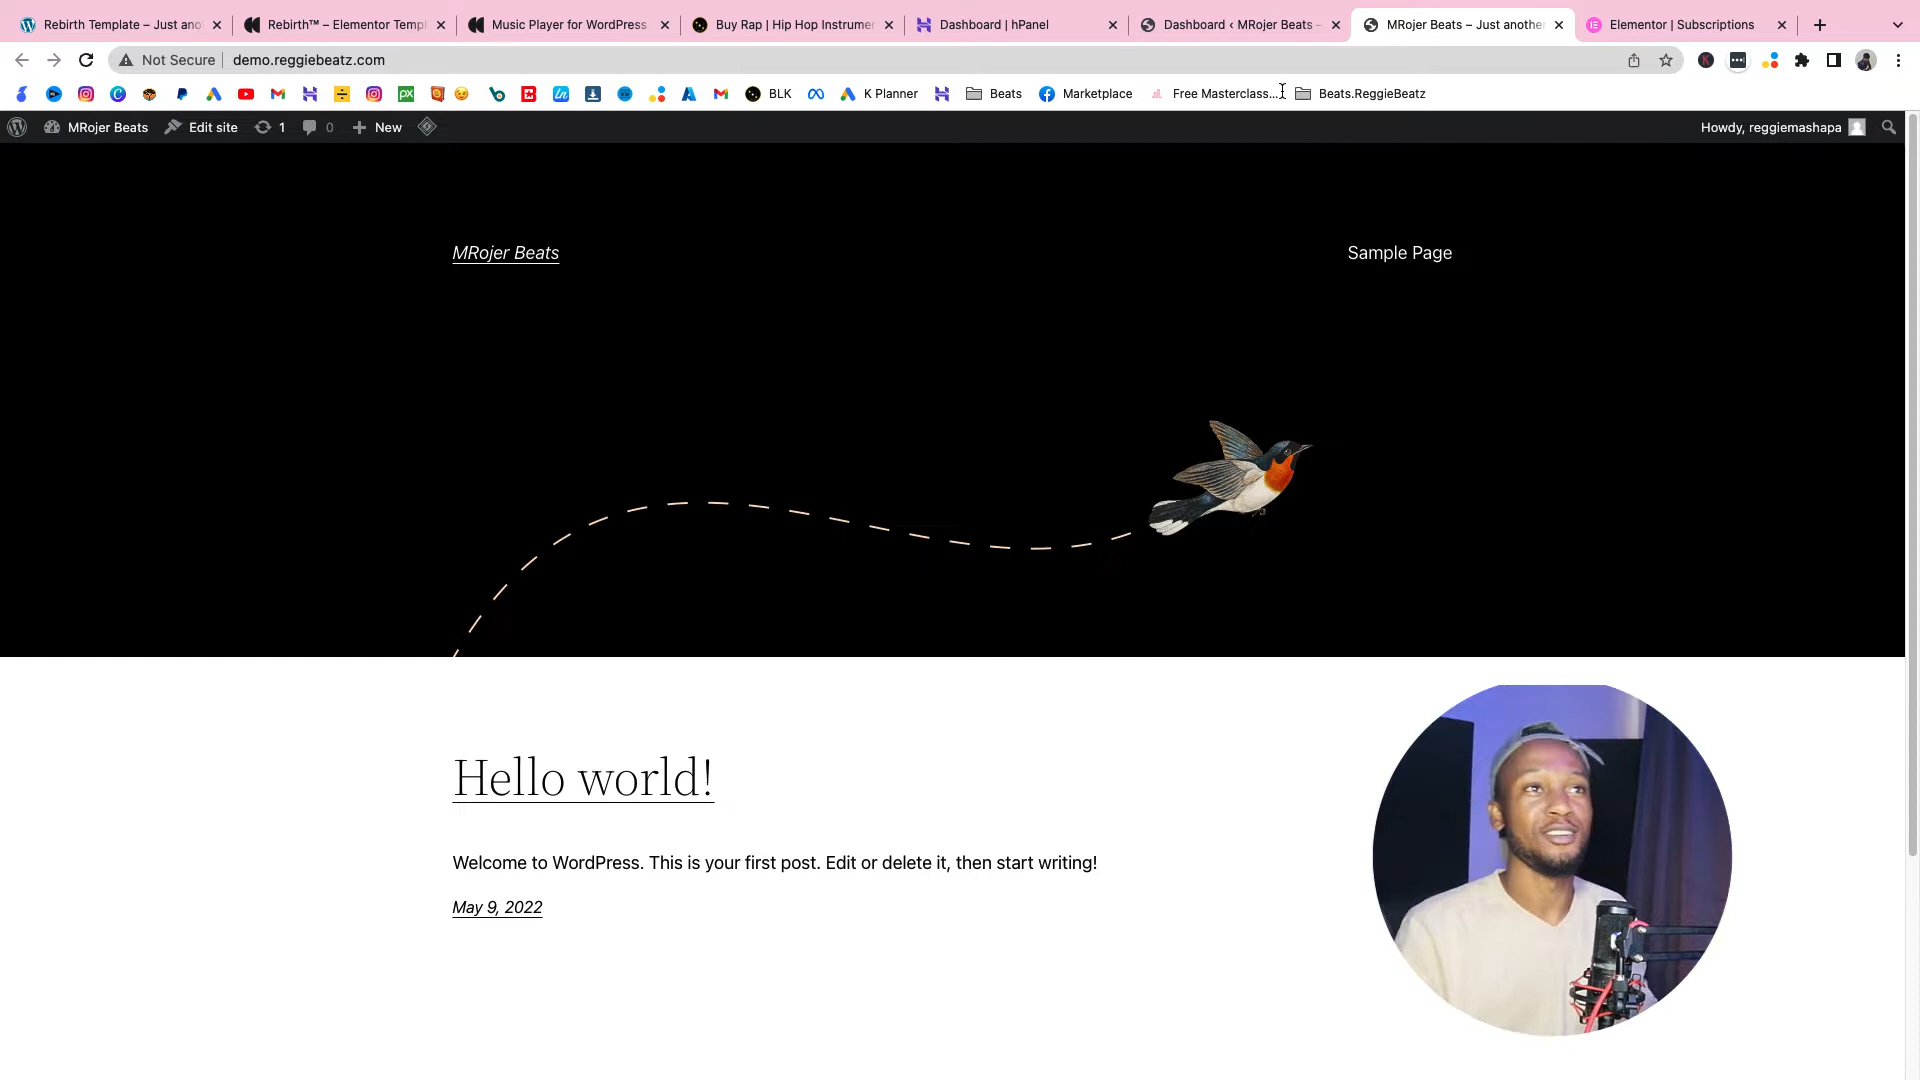 Rebirth Template – Just ano
Rebirth™ – Elementor Templ
Music Player for WordPress
Buy Rap | Hip Hop Instrumen
Dashboard | hPanel
Dashboard ‹ MRojer Beats –
MRojer Beats – Just another
Elementor | Subscriptions
Not Secure
demo.reggiebeatz.com
BLK
K Planner
Beats
Marketplace
Free Masterclass...
Beats.ReggieBeatz
MRojer Beats
Edit site
1
0
New
Howdy, reggiemashapa
MRojer Beats
Sample Page
Hello world!
Welcome to WordPress. This is your first post. Edit or delete it, then start writing!
May 9, 2022